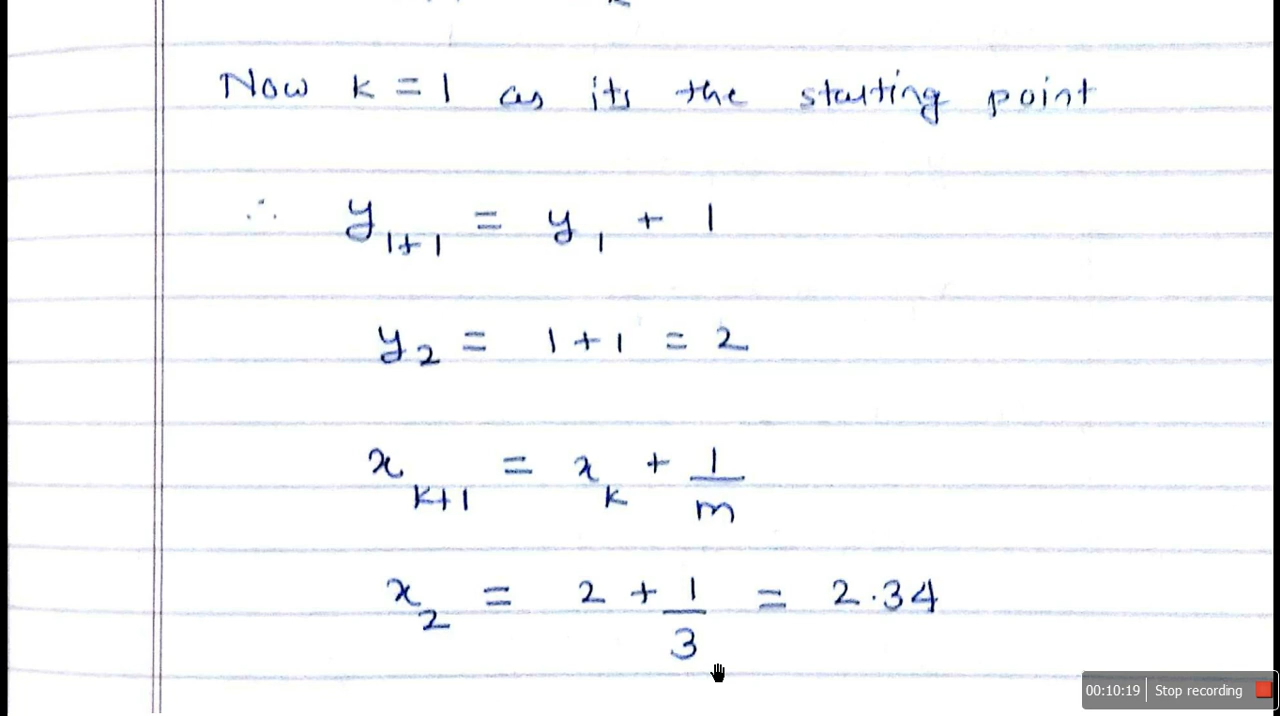 Now k = 1 as its the starting point
∴ y₁₊₁ = y₁ + 1
y₂ = 1 + 1 = 2
xₖ₊₁ = xₖ + 1/m
x₂ = 2 + 1/3 = 2.34
00:10:19 | Stop recording